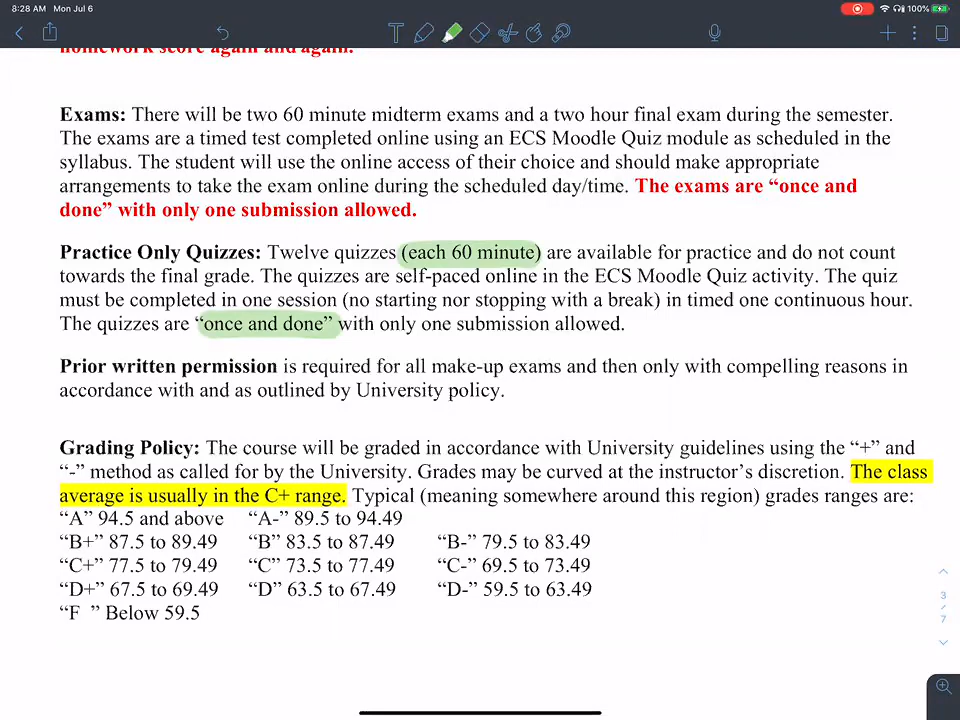 8:28 AM Mon Jul 6
100%
homework score again and again.
Exams: There will be two 60 minute midterm exams and a two hour final exam during the semester.
The exams are a timed test completed online using an ECS Moodle Quiz module as scheduled in the
syllabus. The student will use the online access of their choice and should make appropriate
arrangements to take the exam online during the scheduled day/time. The exams are “once and
done” with only one submission allowed.
Practice Only Quizzes: Twelve quizzes (each 60 minute) are available for practice and do not count
towards the final grade. The quizzes are self-paced online in the ECS Moodle Quiz activity. The quiz
must be completed in one session (no starting nor stopping with a break) in timed one continuous hour.
The quizzes are “once and done” with only one submission allowed.
Prior written permission is required for all make-up exams and then only with compelling reasons in
accordance with and as outlined by University policy.
Grading Policy: The course will be graded in accordance with University guidelines using the “+” and
“-” method as called for by the University. Grades may be curved at the instructor’s discretion. The class
average is usually in the C+ range. Typical (meaning somewhere around this region) grades ranges are:
“A” 94.5 and above “A-” 89.5 to 94.49
“B+” 87.5 to 89.49 “B” 83.5 to 87.49 “B-” 79.5 to 83.49
“C+” 77.5 to 79.49 “C” 73.5 to 77.49 “C-” 69.5 to 73.49
“D+” 67.5 to 69.49 “D” 63.5 to 67.49 “D-” 59.5 to 63.49
“F ” Below 59.5
3
/
7